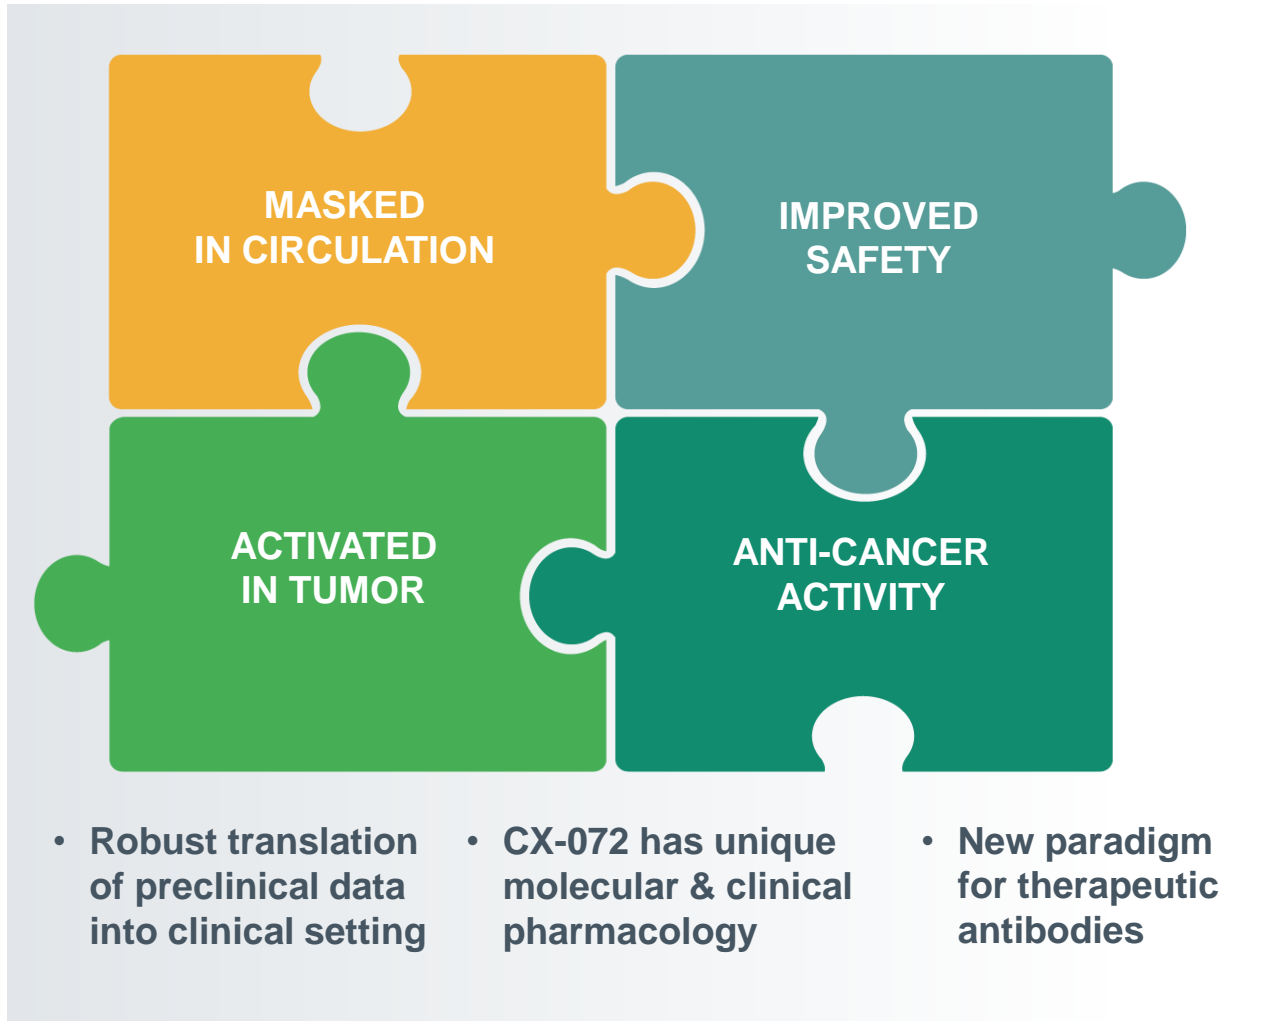 MASKED
IN CIRCULATION
IMPROVED
SAFETY
ACTIVATED
IN TUMOR
ANTI-CANCER
ACTIVITY
• Robust translation
of preclinical data
into clinical setting
• CX-072 has unique
molecular & clinical
pharmacology
• New paradigm
for therapeutic
antibodies